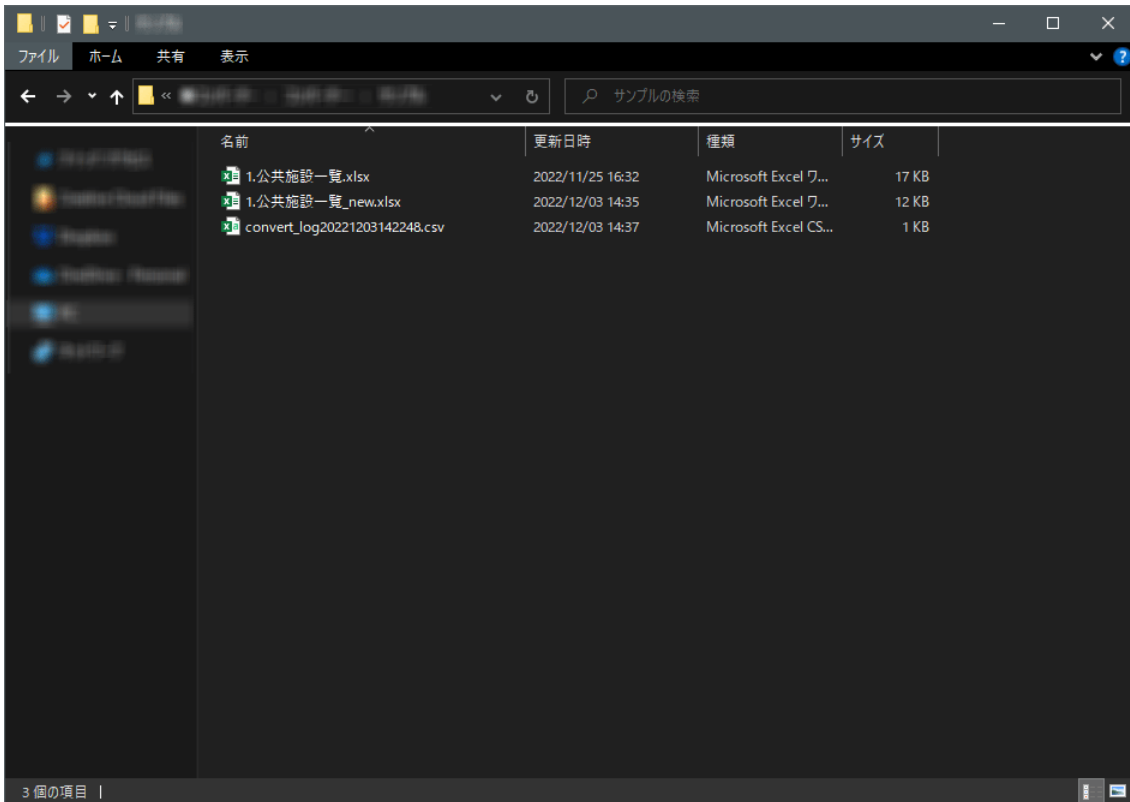 ファイル ホーム 共有 表示
« サンプルの検索
名前 更新日時 種類 サイズ
1.公共施設一覧.xlsx 2022/11/25 16:32 Microsoft Excel ワ... 17 KB
1.公共施設一覧_new.xlsx 2022/12/03 14:35 Microsoft Excel ワ... 12 KB
convert_log20221203142248.csv 2022/12/03 14:37 Microsoft Excel CS... 1 KB
3 個の項目